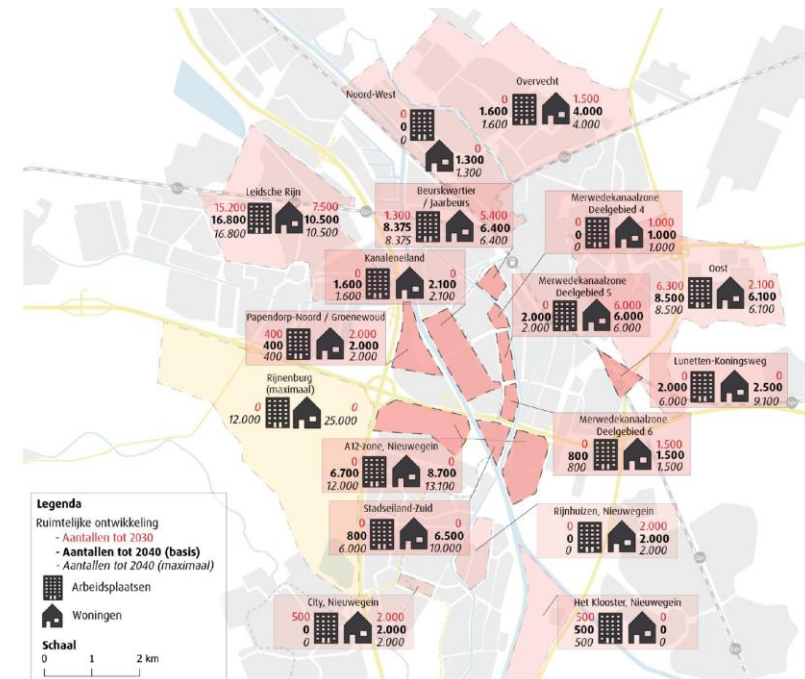 Overvecht
0 1.500
1.600 4.000
1.600 4.000
Noord-West
0
0
0
0
1.300
1.300
Leidsche Rijn
15.200 7.500
16.800 10.500
16.800 10.500
Beurskwartier
/ Jaarbeurs
1.300 5.400
8.375 6.400
8.375 6.400
Merwedekanaalzone
Deelgebied 4
0 1.000
0 1.000
0 1.000
Kanaleneiland
0 0
1.600 2.100
1.600 2.100
Merwedekanaalzone
Deelgebied 5
0 6.000
2.000 6.000
2.000 6.000
Oost
6.300 2.100
8.500 6.100
8.500 6.100
Papendorp-Noord / Groenewoud
400 2.000
400 2.000
400 2.000
Lunetten-Koningsweg
0 0
2.000 2.500
6.000 9.100
Rijnenburg
(maximaal)
0 0
12.000 25.000
Merwedekanaalzone
Deelgebied 6
0 1.500
800 1.500
800 1.500
A12-zone, Nieuwegein
0 0
6.700 8.700
12.000 13.100
Stadseiland-Zuid
0 0
800 6.500
6.000 10.000
Rijnhuizen, Nieuwegein
0 2.000
0 2.000
0 2.000
City, Nieuwegein
500 2.000
0 2.000
0 2.000
Het Klooster, Nieuwegein
500 0
500 0
500 0
Legenda
Ruimtelijke ontwikkeling
- Aantallen tot 2030
- Aantallen tot 2040 (basis)
- Aantallen tot 2040 (maximaal)
Arbeidsplaatsen
Woningen
Schaal
0 1 2 km